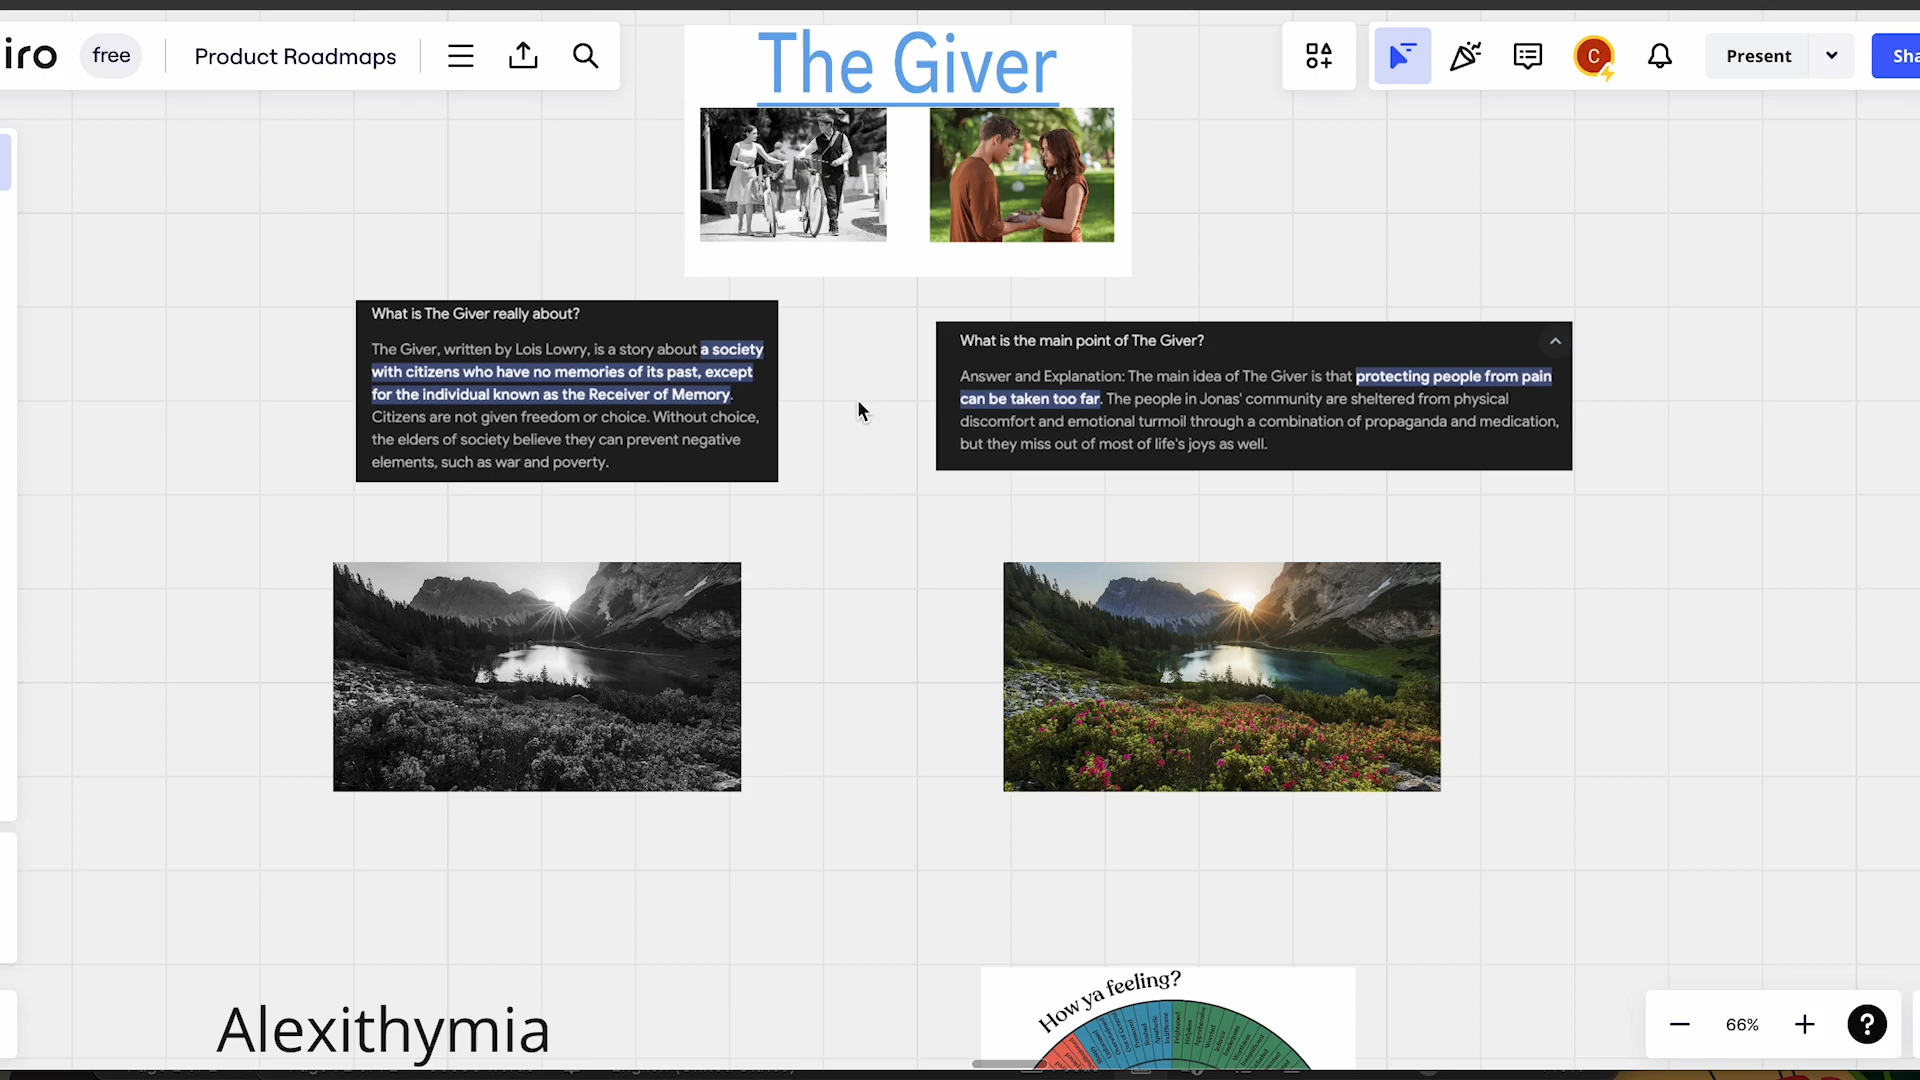 iro
free
Product Roadmaps
The Giver
C
Present
Sha
What is The Giver really about?
The Giver, written by Lois Lowry, is a story about a society
with citizens who have no memories of its past, except
for the individual known as the Receiver of Memory.
Citizens are not given freedom or choice. Without choice,
the elders of society believe they can prevent negative
elements, such as war and poverty.
What is the main point of The Giver?
Answer and Explanation: The main idea of The Giver is that protecting people from pain
can be taken too far. The people in Jonas' community are sheltered from physical
discomfort and emotional turmoil through a combination of propaganda and medication,
but they miss out of most of life's joys as well.
Alexithymia
How ya feeling?
66%
?